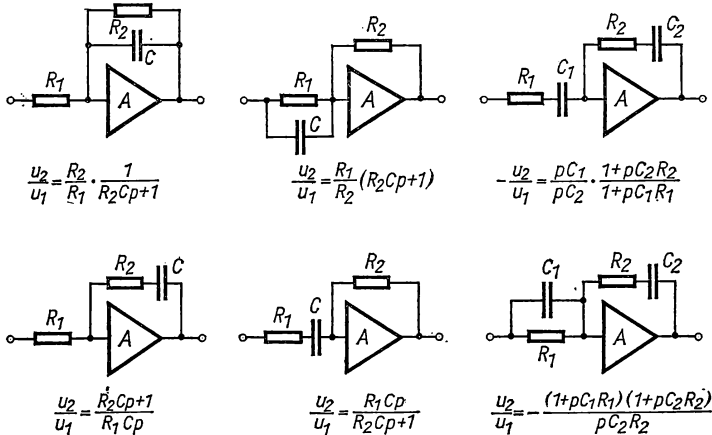 R2
C
R1
A
R2
R1
C
A
R2
C2
C1
R1
A
u2/u1=R2/R1·1/(R2Cp+1)
u2/u1=R1/R2(R2Cp+1)
-u2/u1=pC1/pC2·(1+pC2R2)/(1+pC1R1)
R2
C
R1
A
R2
C
R1
A
C1
R2
C2
R1
A
u2/u1=(R2Cp+1)/(R1Cp)
u2/u1=R1Cp/(R2Cp+1)
u2/u1=-(1+pC1R1)(1+pC2R2)/(pC2R2)